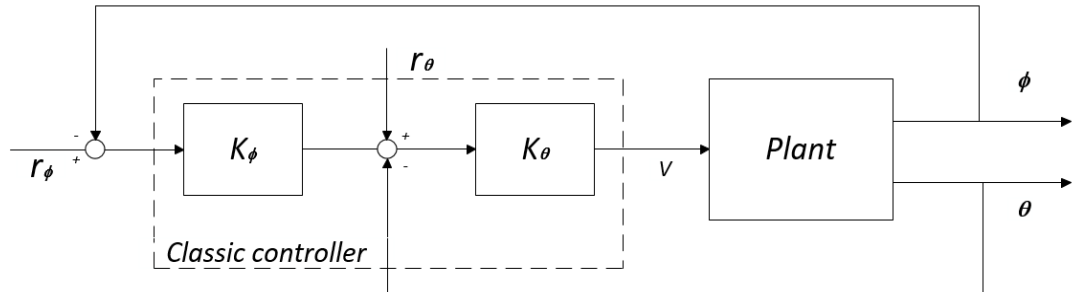 r_θ
ϕ
K_ϕ
K_θ
Plant
-
+
+
-
r_ϕ
V
θ
Classic controller